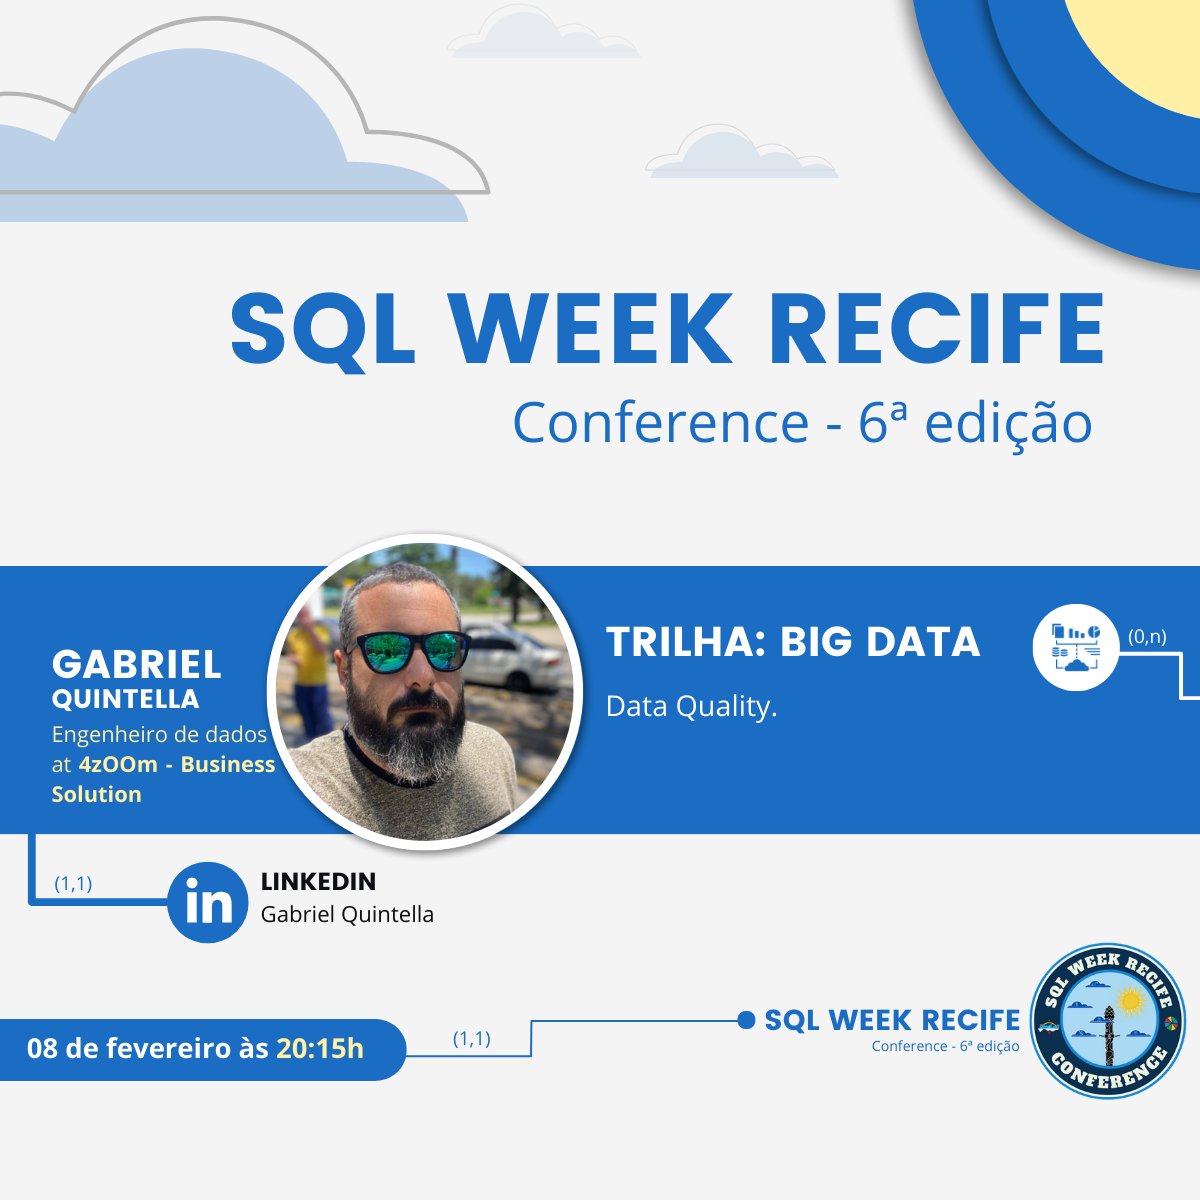 SQL WEEK RECIFE
Conference - 6ª edição
GABRIEL
QUINTELLA
Engenheiro de dados
at 4zOOm - Business
Solution
TRILHA: BIG DATA
Data Quality.
(0,n)
(1,1)
LINKEDIN
Gabriel Quintella
08 de fevereiro às 20:15h
(1,1)
SQL WEEK RECIFE
Conference - 6ª edição
SQL WEEK RECIFE
CONFERENCE